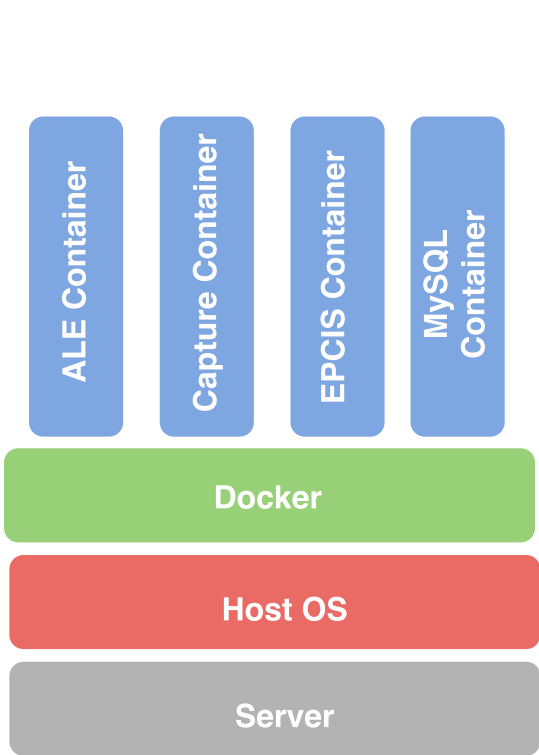 ALE Container
Capture Container
EPCIS Container
MySQL
Container
Docker
Host OS
Server